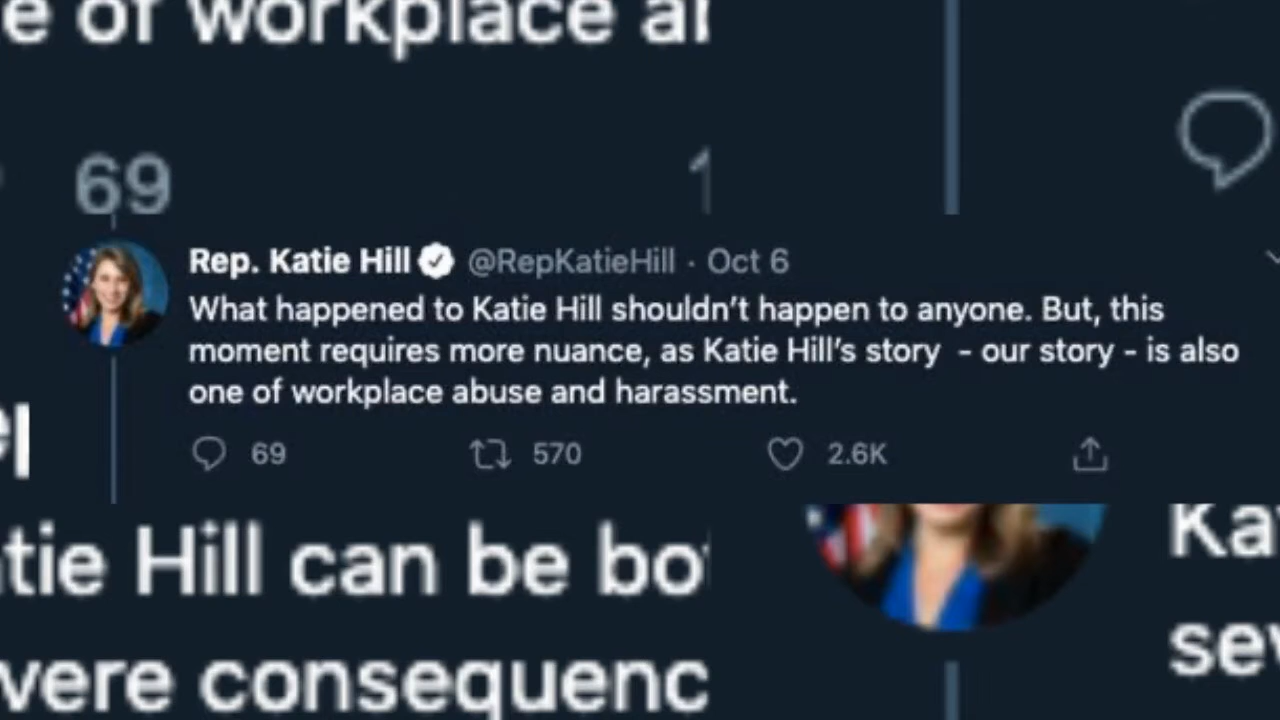 e of workplace
69
Rep. Katie Hill @RepKatieHill · Oct 6
What happened to Katie Hill shouldn't happen to anyone. But, this
moment requires more nuance, as Katie Hill's story - our story - is also
one of workplace abuse and harassment.
69 570 2.6K
tie Hill can be
vere consequenc
Ka
sev